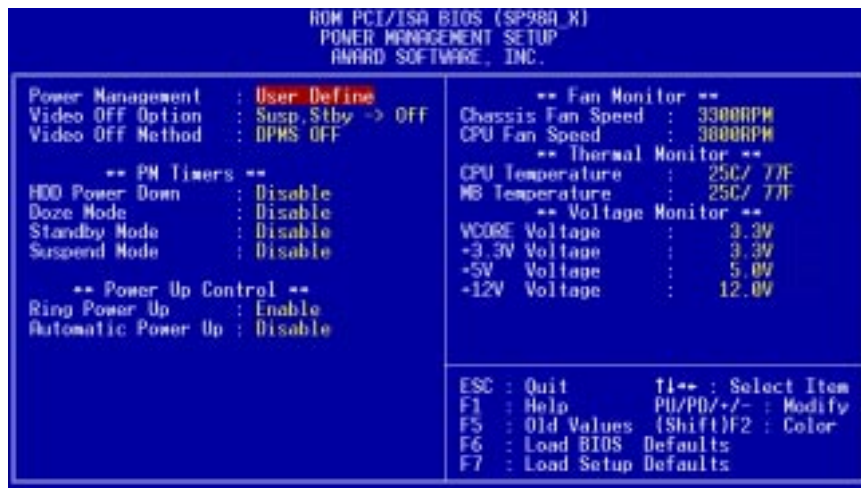 ROM PCI/ISA BIOS (SP98A_X)
POWER MANAGEMENT SETUP
AWARD SOFTWARE, INC.
Power Management : User Define
Video Off Option : Susp,Stby -> Off
Video Off Method : DPMS OFF
** PM Timers **
HDD Power Down : Disable
Doze Mode : Disable
Standby Mode : Disable
Suspend Mode : Disable
** Power Up Control **
Ring Power Up : Enable
Automatic Power Up : Disable
** Fan Monitor **
Chassis Fan Speed : 3300RPM
CPU Fan Speed : 3800RPM
** Thermal Monitor **
CPU Temperature : 25C/ 77F
MB Temperature : 25C/ 77F
** Voltage Monitor **
VCORE Voltage : 3.3V
+3.3V Voltage : 3.3V
+5V Voltage : 5.0V
+12V Voltage : 12.0V
ESC : Quit ↑↓→← : Select Item
F1 : Help PU/PD/+/- : Modify
F5 : Old Values (Shift)F2 : Color
F6 : Load BIOS Defaults
F7 : Load Setup Defaults